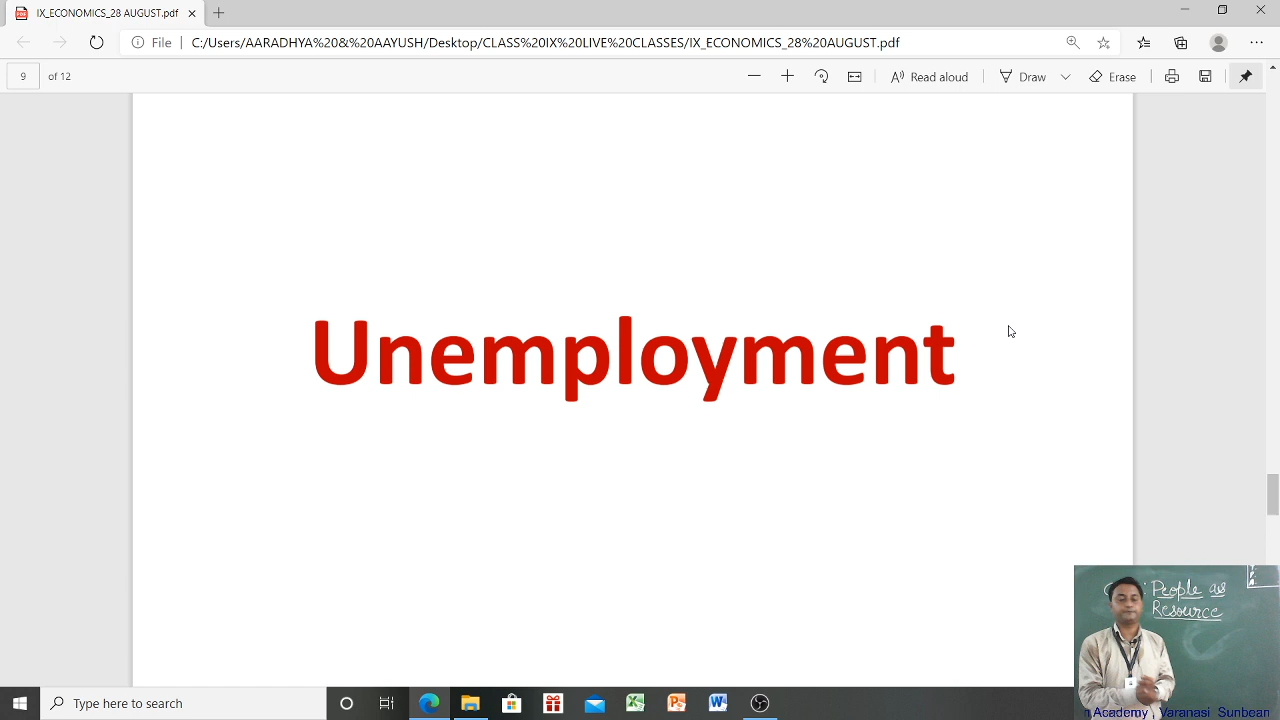 IX_ECONOMICS_28 AUGUST.pdf
File C:/Users/AARADHYA%20&%20AAYUSH/Desktop/CLASS%20IX%20LIVE%20CLASSES/IX_ECONOMICS_28%20AUGUST.pdf
9 of 12 Read aloud Draw Erase
Unemployment
People as
Resource
Type here to search
n Academy , Varanasi Sunbean